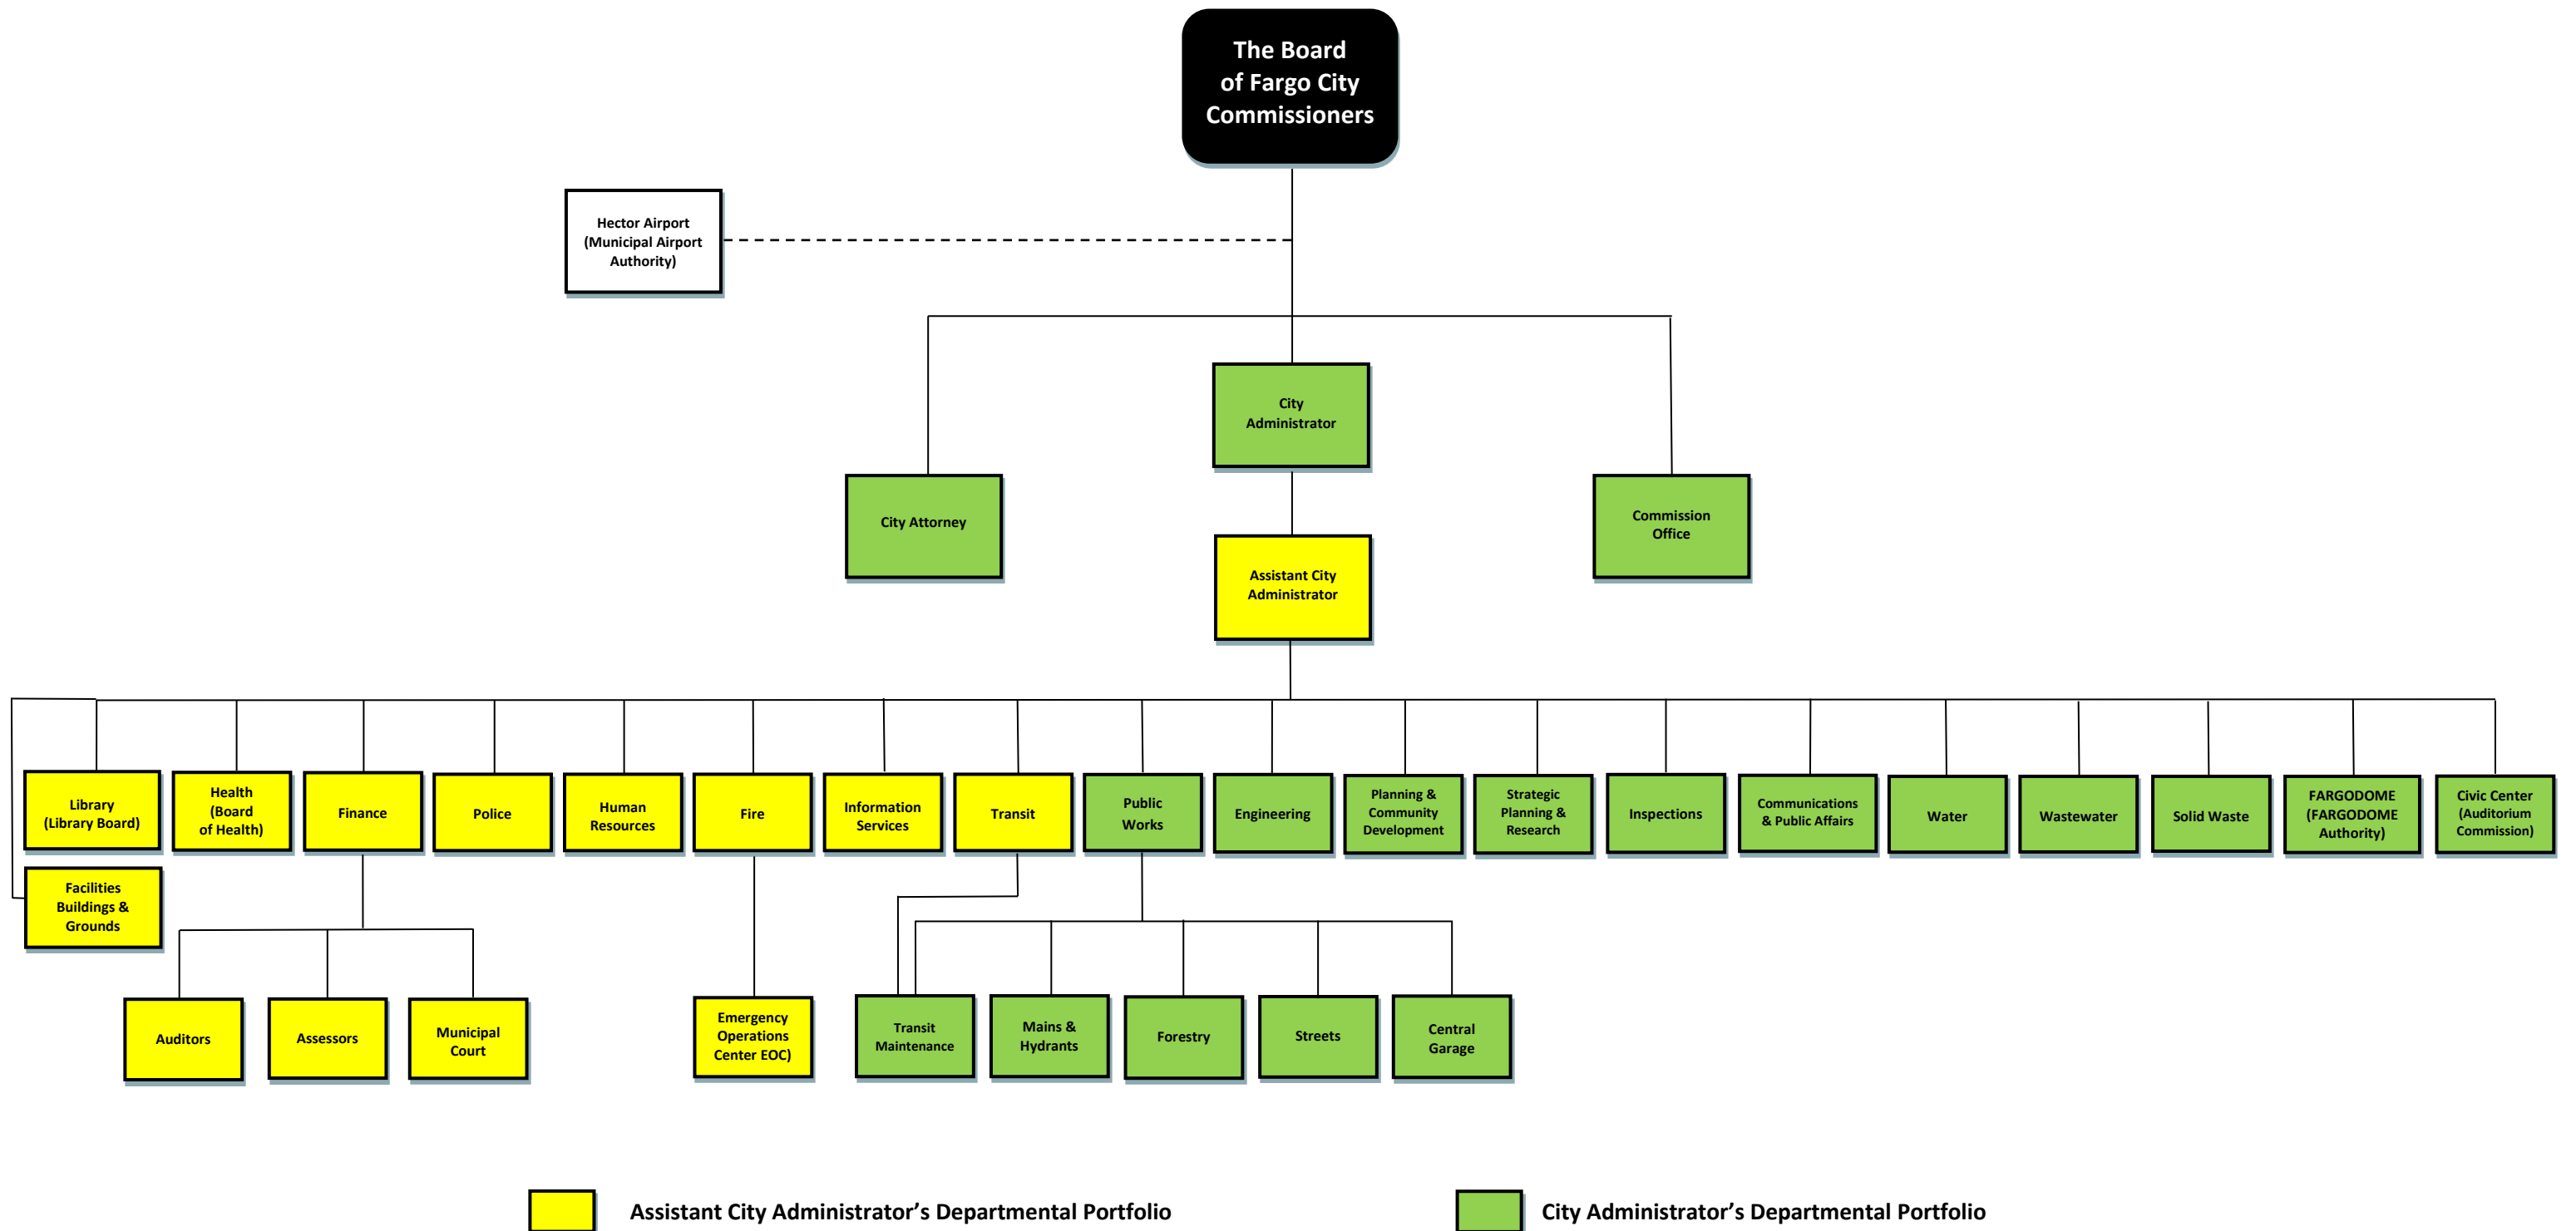 The Board
of Fargo City
Commissioners
Hector Airport
(Municipal Airport
Authority)
City
Administrator
City Attorney
Commission
Office
Assistant City
Administrator
Library
(Library Board)
Health
(Board
of Health)
Finance
Police
Human
Resources
Fire
Information
Services
Transit
Public
Works
Engineering
Planning &
Community
Development
Strategic
Planning &
Research
Inspections
Communications
& Public Affairs
Water
Wastewater
Solid Waste
FARGODOME
(FARGODOME
Authority)
Civic Center
(Auditorium
Commission)
Facilities
Buildings &
Grounds
Auditors
Assessors
Municipal
Court
Emergency
Operations
Center EOC)
Transit
Maintenance
Mains &
Hydrants
Forestry
Streets
Central
Garage
Assistant City Administrator’s Departmental Portfolio
City Administrator’s Departmental Portfolio